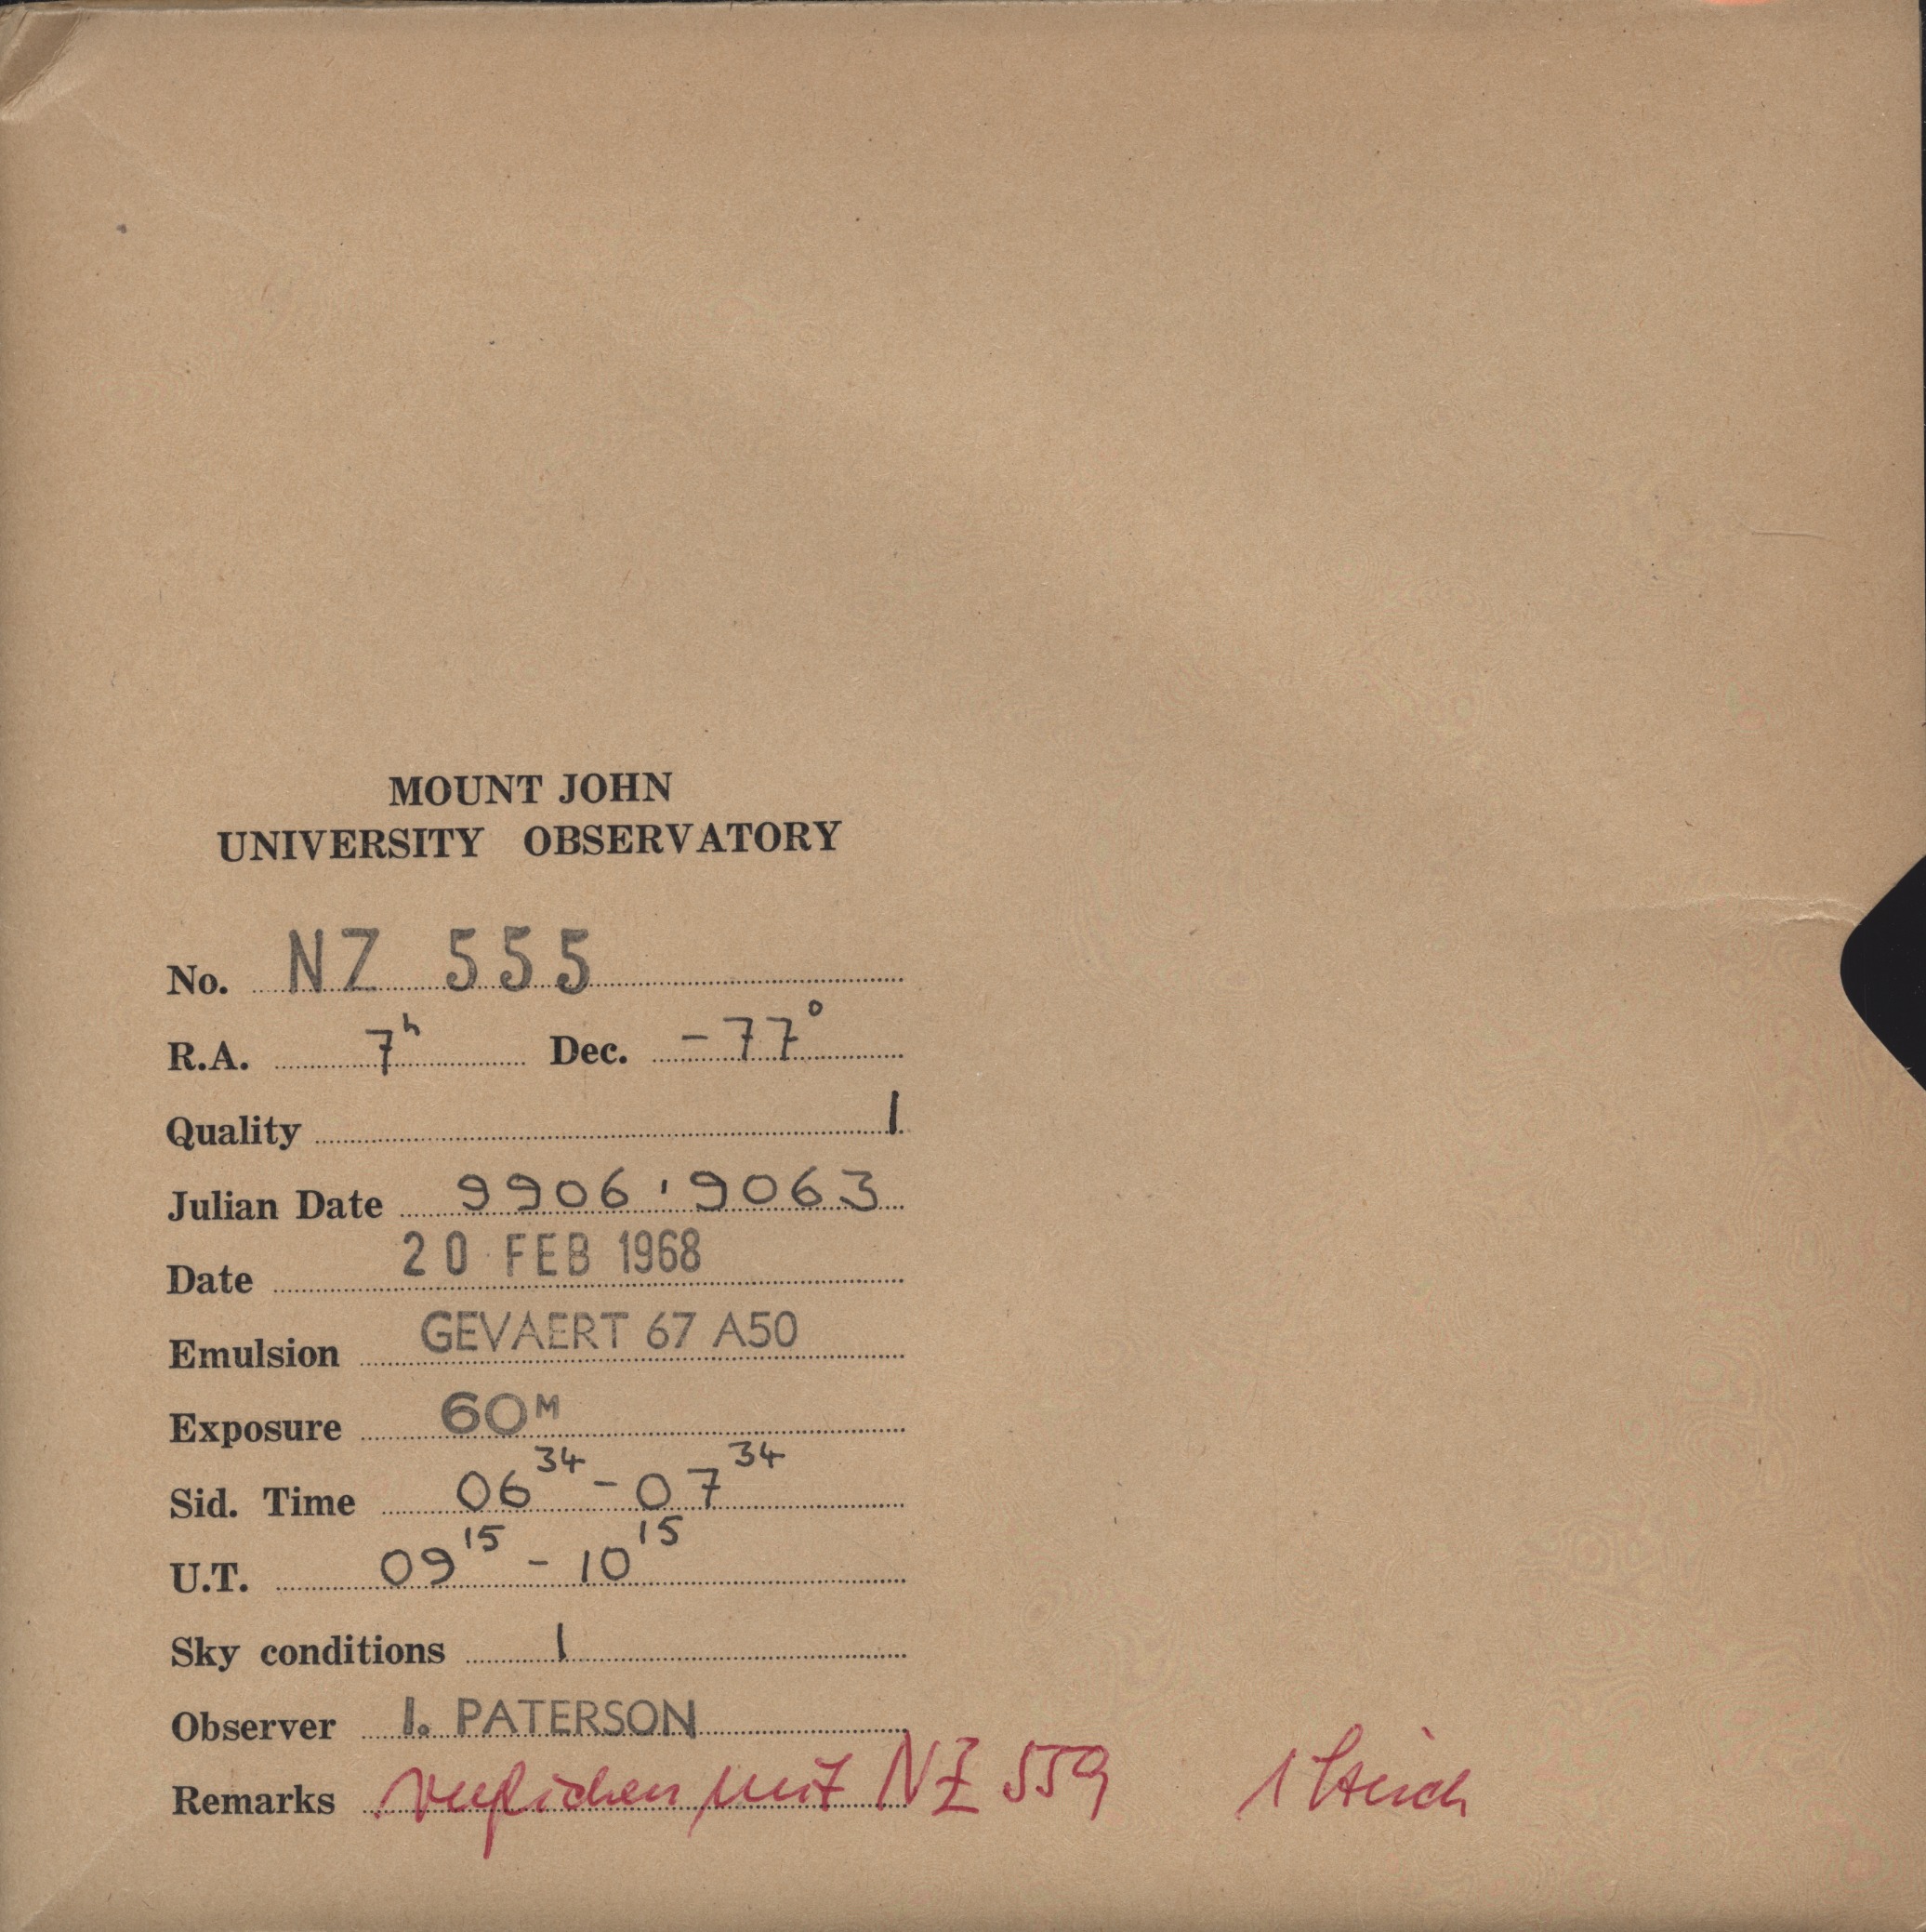 MOUNT JOHN
UNIVERSITY OBSERVATORY
No. NZ 555
R.A. 7h Dec. -77°
Quality 1
Julian Date 9906.9063
Date 20 FEB 1968
Emulsion GEVAERT 67 A50
Exposure 60M
Sid. Time 06 34 - 07 34
U.T. 09 15 - 10 15
Sky conditions 1
Observer I. PATERSON
Remarks verglichen mit NZ 559 1 Strich